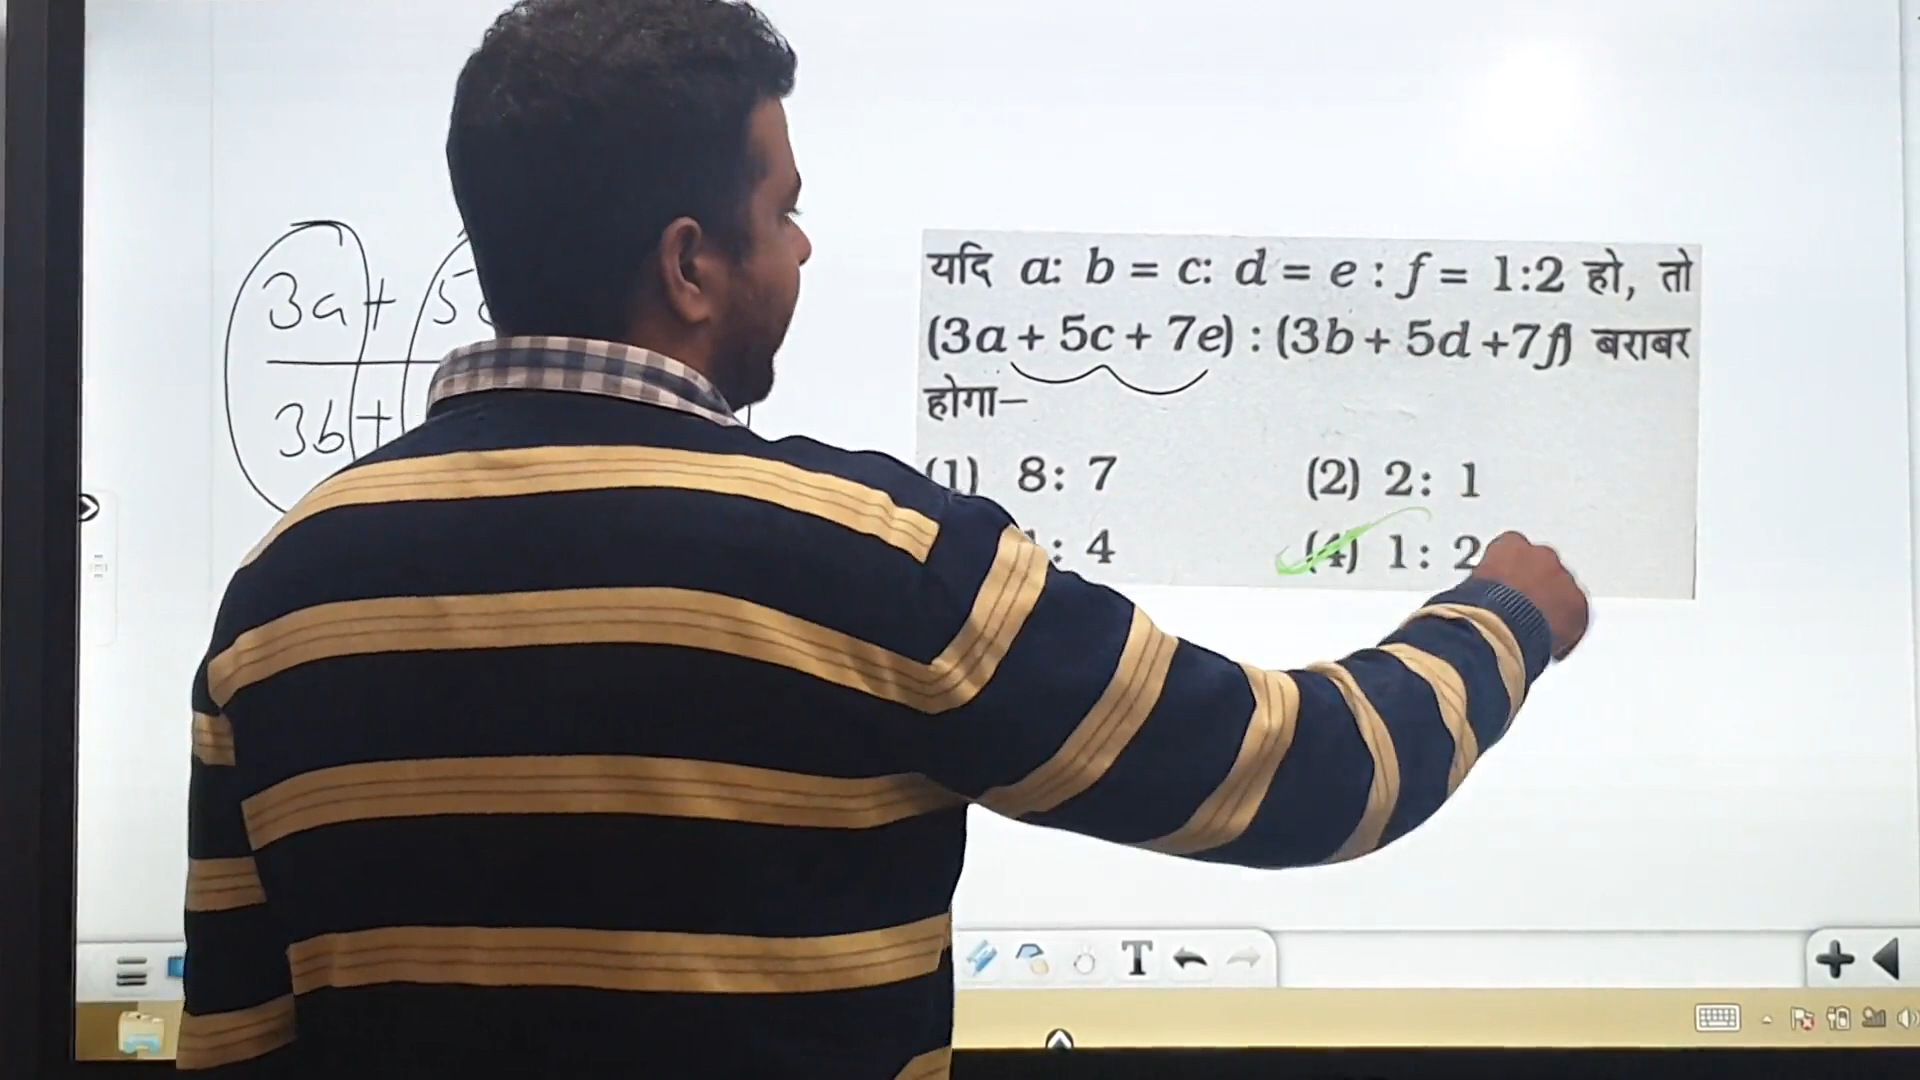 यदि a: b = c: d = e : f = 1:2 हो, तो
(3a + 5c + 7e) : (3b + 5d +7f) बराबर
होगा–
(1) 8: 7 (2) 2: 1
: 4 (4) 1: 2
3a + 5
3b +
T